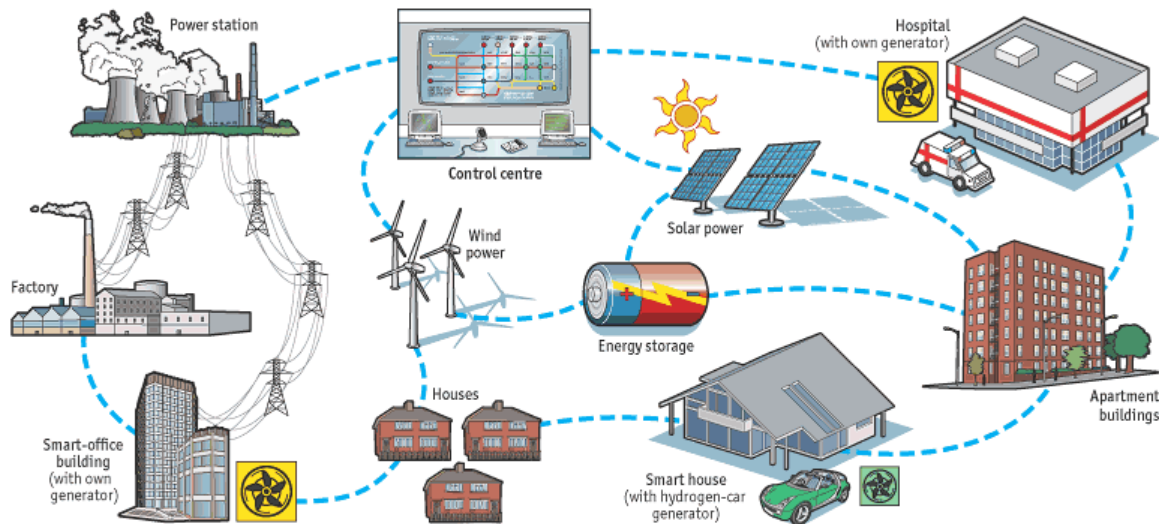 Power station
Hospital
(with own generator)
Control centre
Wind
power
Solar power
Factory
Energy storage
Houses
Apartment
buildings
Smart-office
building
(with own
generator)
Smart house
(with hydrogen-car
generator)